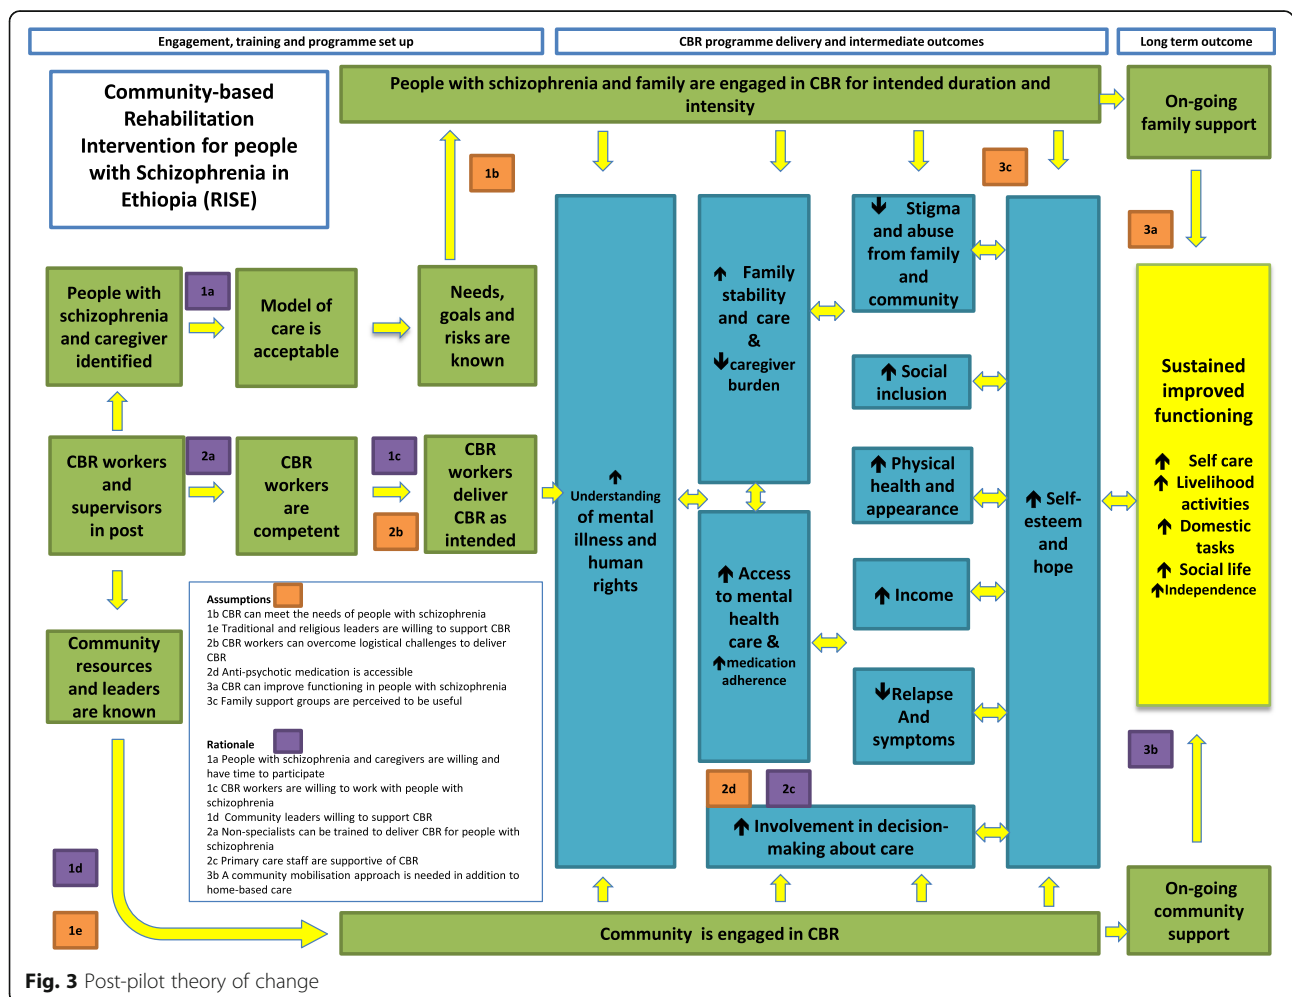 Engagement, training and programme set up
CBR programme delivery and intermediate outcomes
Long term outcome
Community-based
Rehabilitation
Intervention for people
with Schizophrenia in
Ethiopia (RISE)
People with schizophrenia and family are engaged in CBR for intended duration and
intensity
On-going
family support
1b
3c
3a
People with
schizophrenia
and caregiver
identified
1a
Model of
care is
acceptable
Needs,
goals and
risks are
known
CBR workers
and
supervisors
in post
2a
CBR
workers
are
competent
1c
2b
CBR
workers
deliver
CBR as
intended
Community
resources
and leaders
are known
1d
1e
Assumptions
1b CBR can meet the needs of people with schizophrenia
1e Traditional and religious leaders are willing to support CBR
2b CBR workers can overcome logistical challenges to deliver
CBR
2d Anti-psychotic medication is accessible
3a CBR can improve functioning in people with schizophrenia
3c Family support groups are perceived to be useful
Rationale
1a People with schizophrenia and caregivers are willing and
have time to participate
1c CBR workers are willing to work with people with
schizophrenia
1d Community leaders willing to support CBR
2a Non-specialists can be trained to deliver CBR for people with
schizophrenia
2c Primary care staff are supportive of CBR
3b A community mobilisation approach is needed in addition to
home-based care
🡹
Understanding
of mental
illness and
human
rights
🡹 Family
stability
and care
&
🡻caregiver
burden
🡹 Access
to mental
health
care &
🡹medication
adherence
🡻 Stigma
and abuse
from family
and
community
🡹 Social
inclusion
🡹 Physical
health and
appearance
🡹 Income
🡻Relapse
And
symptoms
2d
2c
🡹 Involvement in decision-
making about care
🡹 Self-
esteem
and
hope
Sustained
improved
functioning
🡹 Self care
🡹 Livelihood
activities
🡹 Domestic
tasks
🡹 Social life
🡹Independence
3b
On-going
community
support
Community is engaged in CBR
Fig. 3 Post-pilot theory of change